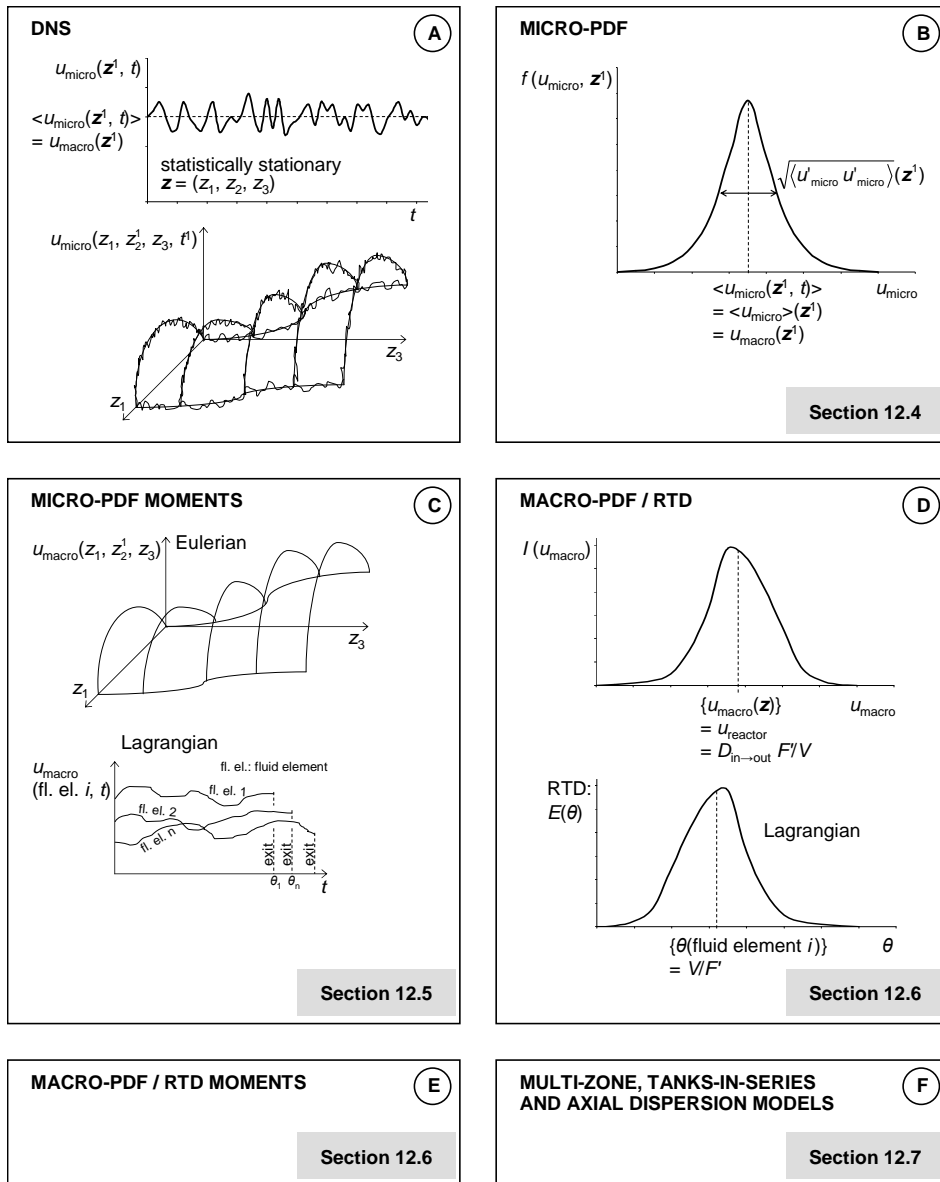 DNS
A
u_micro(z¹, t)
<u_micro(z¹, t)>
= u_macro(z¹)
statistically stationary
z = (z₁, z₂, z₃)
t
u_micro(z₁, z₂¹, z₃, t¹)
z₃
z₁
MICRO-PDF
B
f (u_micro, z¹)
√⟨u'_micro u'_micro⟩(z¹)
<u_micro(z¹, t)>
= <u_micro>(z¹)
= u_macro(z¹)
u_micro
Section 12.4
MICRO-PDF MOMENTS
C
u_macro(z₁, z₂¹, z₃)
Eulerian
z₃
z₁
Lagrangian
u_macro
(fl. el. i, t)
fl. el.: fluid element
fl. el. 1
fl. el. 2
fl. el. n
exit
exit
exit
θ₁ θₙ
t
Section 12.5
MACRO-PDF / RTD
D
I (u_macro)
{u_macro(z)}
= u_reactor
= D_in→out F'/V
u_macro
RTD:
E(θ)
Lagrangian
{θ(fluid element i)}
= V/F'
θ
Section 12.6
MACRO-PDF / RTD MOMENTS
E
Section 12.6
MULTI-ZONE, TANKS-IN-SERIES
AND AXIAL DISPERSION MODELS
F
Section 12.7